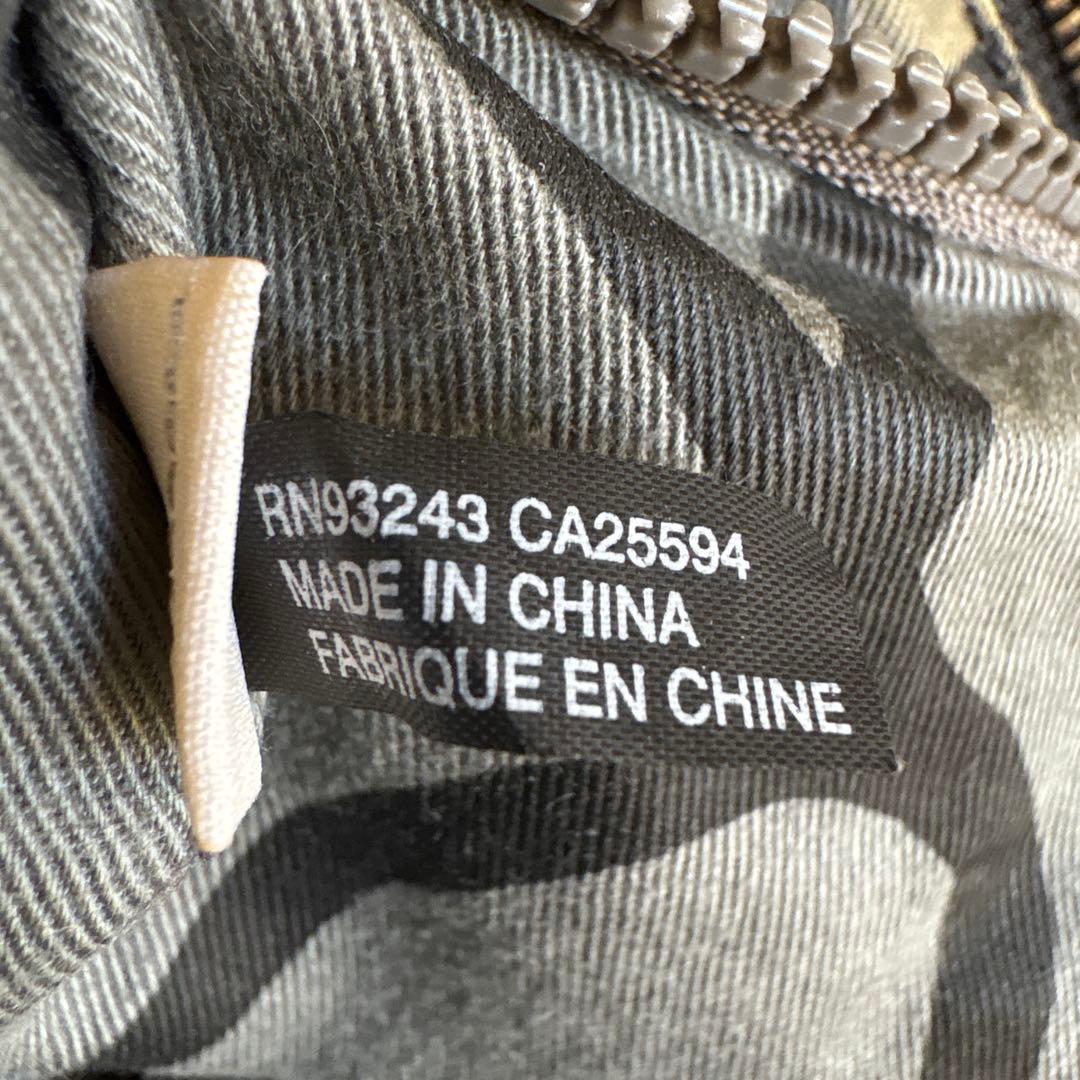 RN93243 CA25594
MADE IN CHINA
FABRIQUE EN CHINE